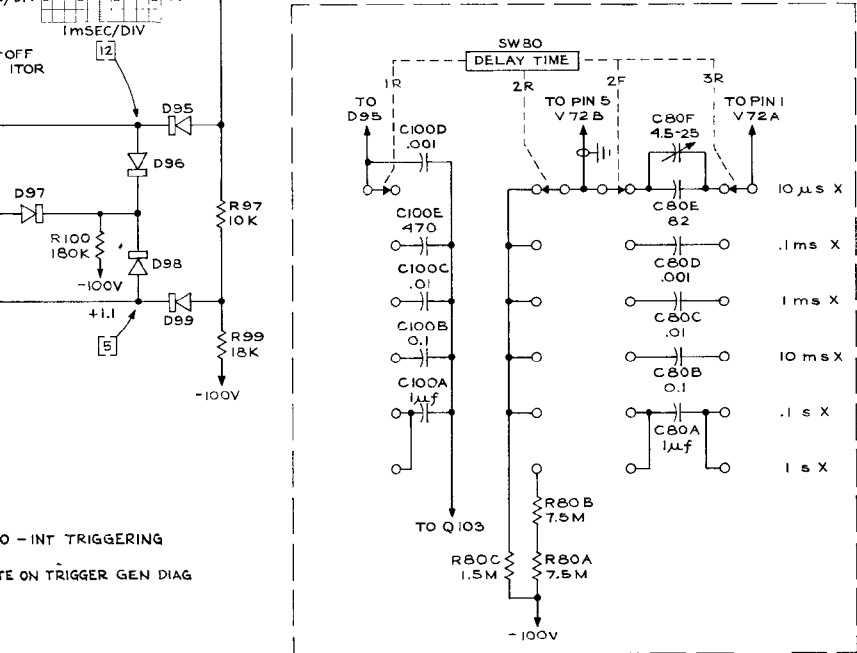 1mSEC/DIV
12
-OFF
ITOR
D95
D96
D97
R97
10K
R100
180K
-100V
D98
+1.1
D99
5
R99
18K
-100V
O -INT TRIGGERING
TE ON TRIGGER GEN DIAG
SW80
DELAY TIME
1R
2R
2F
3R
TO
D95
C100D
.001
TO PIN 5
V72B
C80F
4.5-25
TO PIN 1
V72A
C80E
82
10 µs X
C100E
470
C80D
.001
.1ms X
C100C
.01
C80C
.01
1 ms X
C100B
0.1
C80B
0.1
10 ms X
C100A
1µf
C80A
1µf
.1 s X
1 s X
TO Q103
R80B
7.5M
R80C
1.5M
R80A
7.5M
-100V